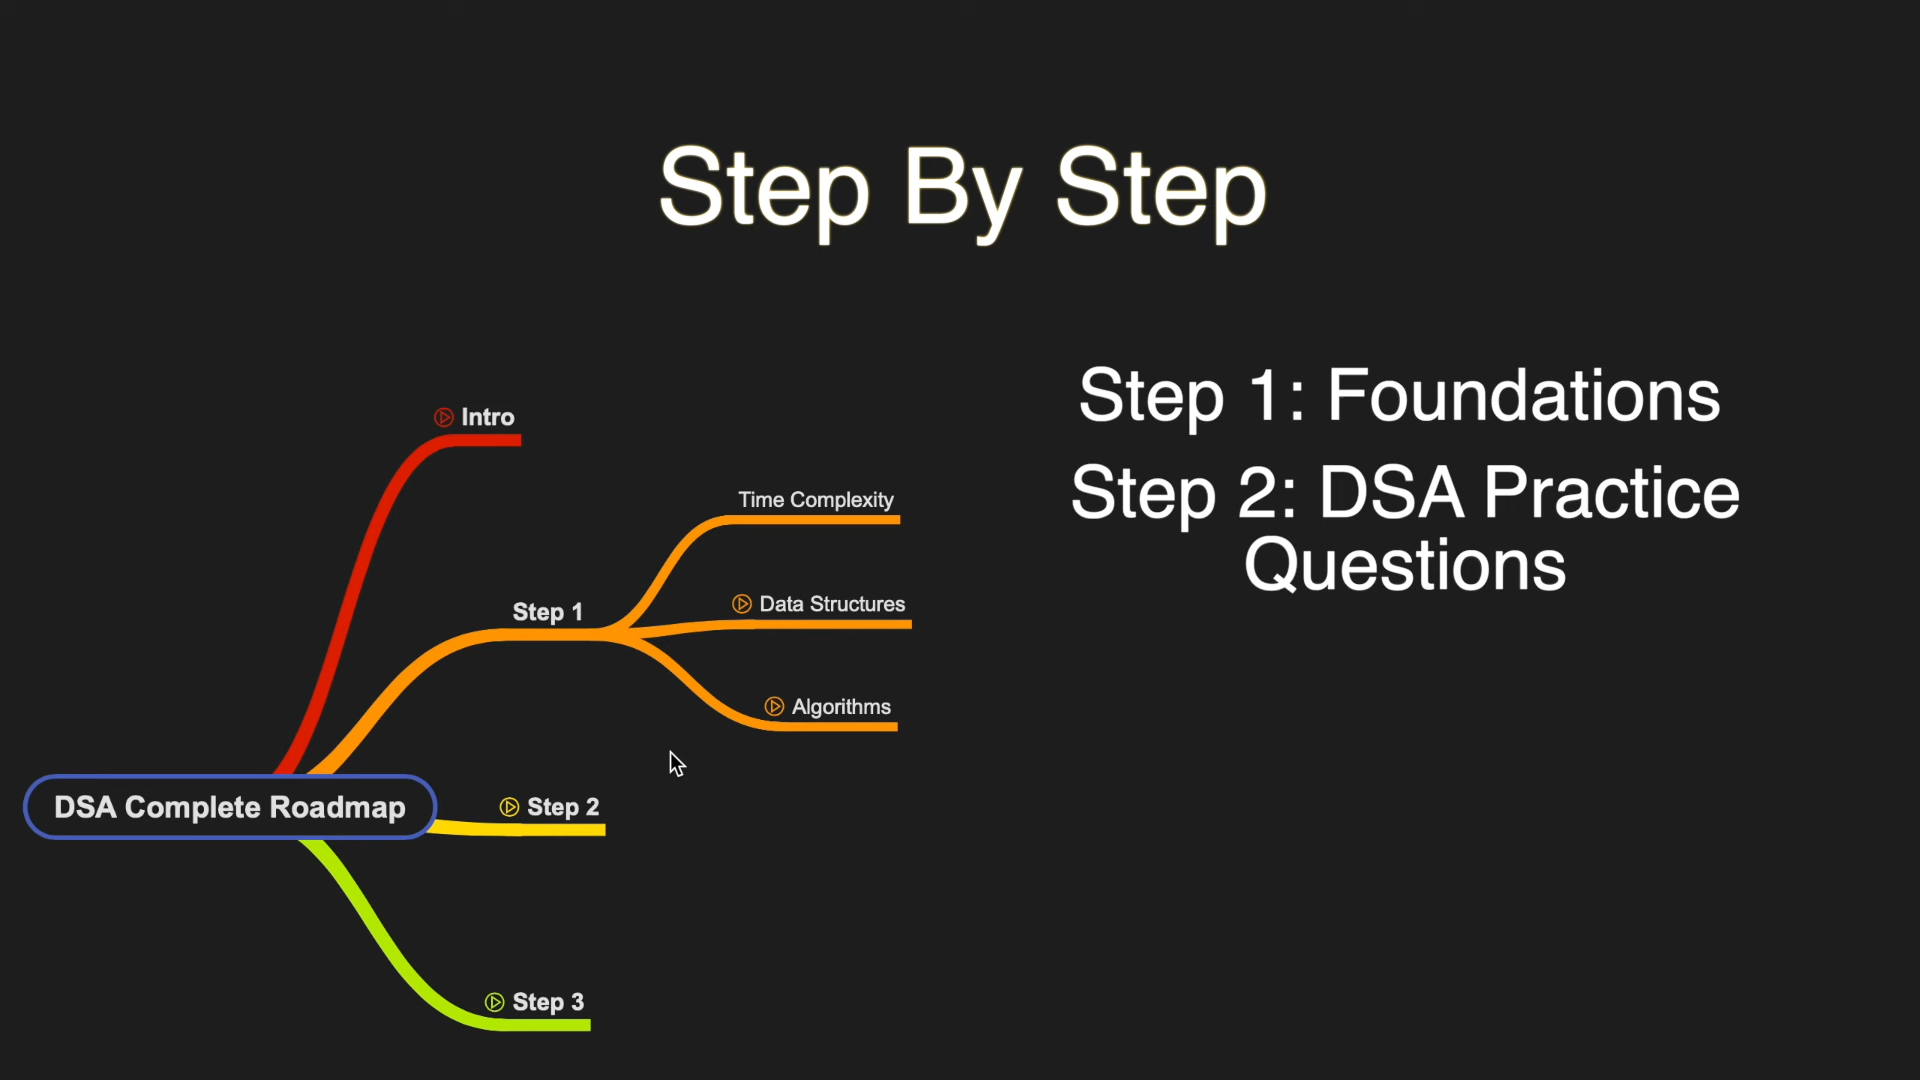 Step By Step
Step 1: Foundations
Step 2: DSA Practice
Questions
Intro
Time Complexity
Step 1
Data Structures
Algorithms
DSA Complete Roadmap
Step 2
Step 3